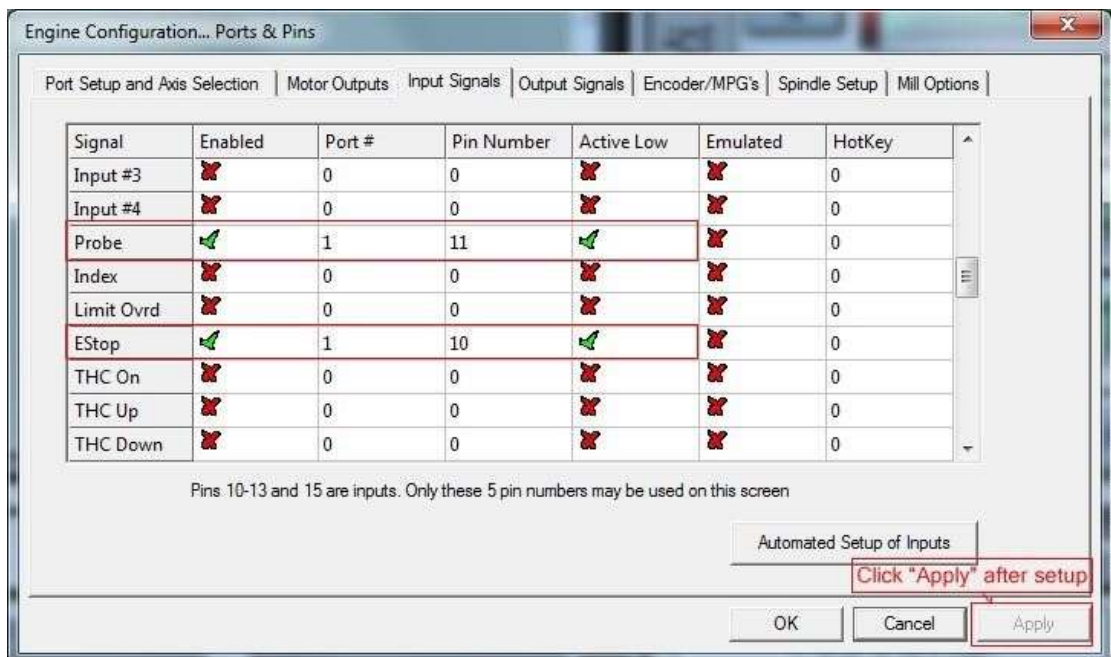 Engine Configuration... Ports & Pins
Port Setup and Axis Selection Motor Outputs Input Signals Output Signals Encoder/MPG's Spindle Setup Mill Options
Signal Enabled Port # Pin Number Active Low Emulated HotKey
Input #3 0 0 0
Input #4 0 0 0
Probe 1 11 0
Index 0 0 0
Limit Ovrd 0 0 0
EStop 1 10 0
THC On 0 0 0
THC Up 0 0 0
THC Down 0 0 0
Pins 10-13 and 15 are inputs. Only these 5 pin numbers may be used on this screen
Automated Setup of Inputs
Click "Apply" after setup
OK Cancel Apply